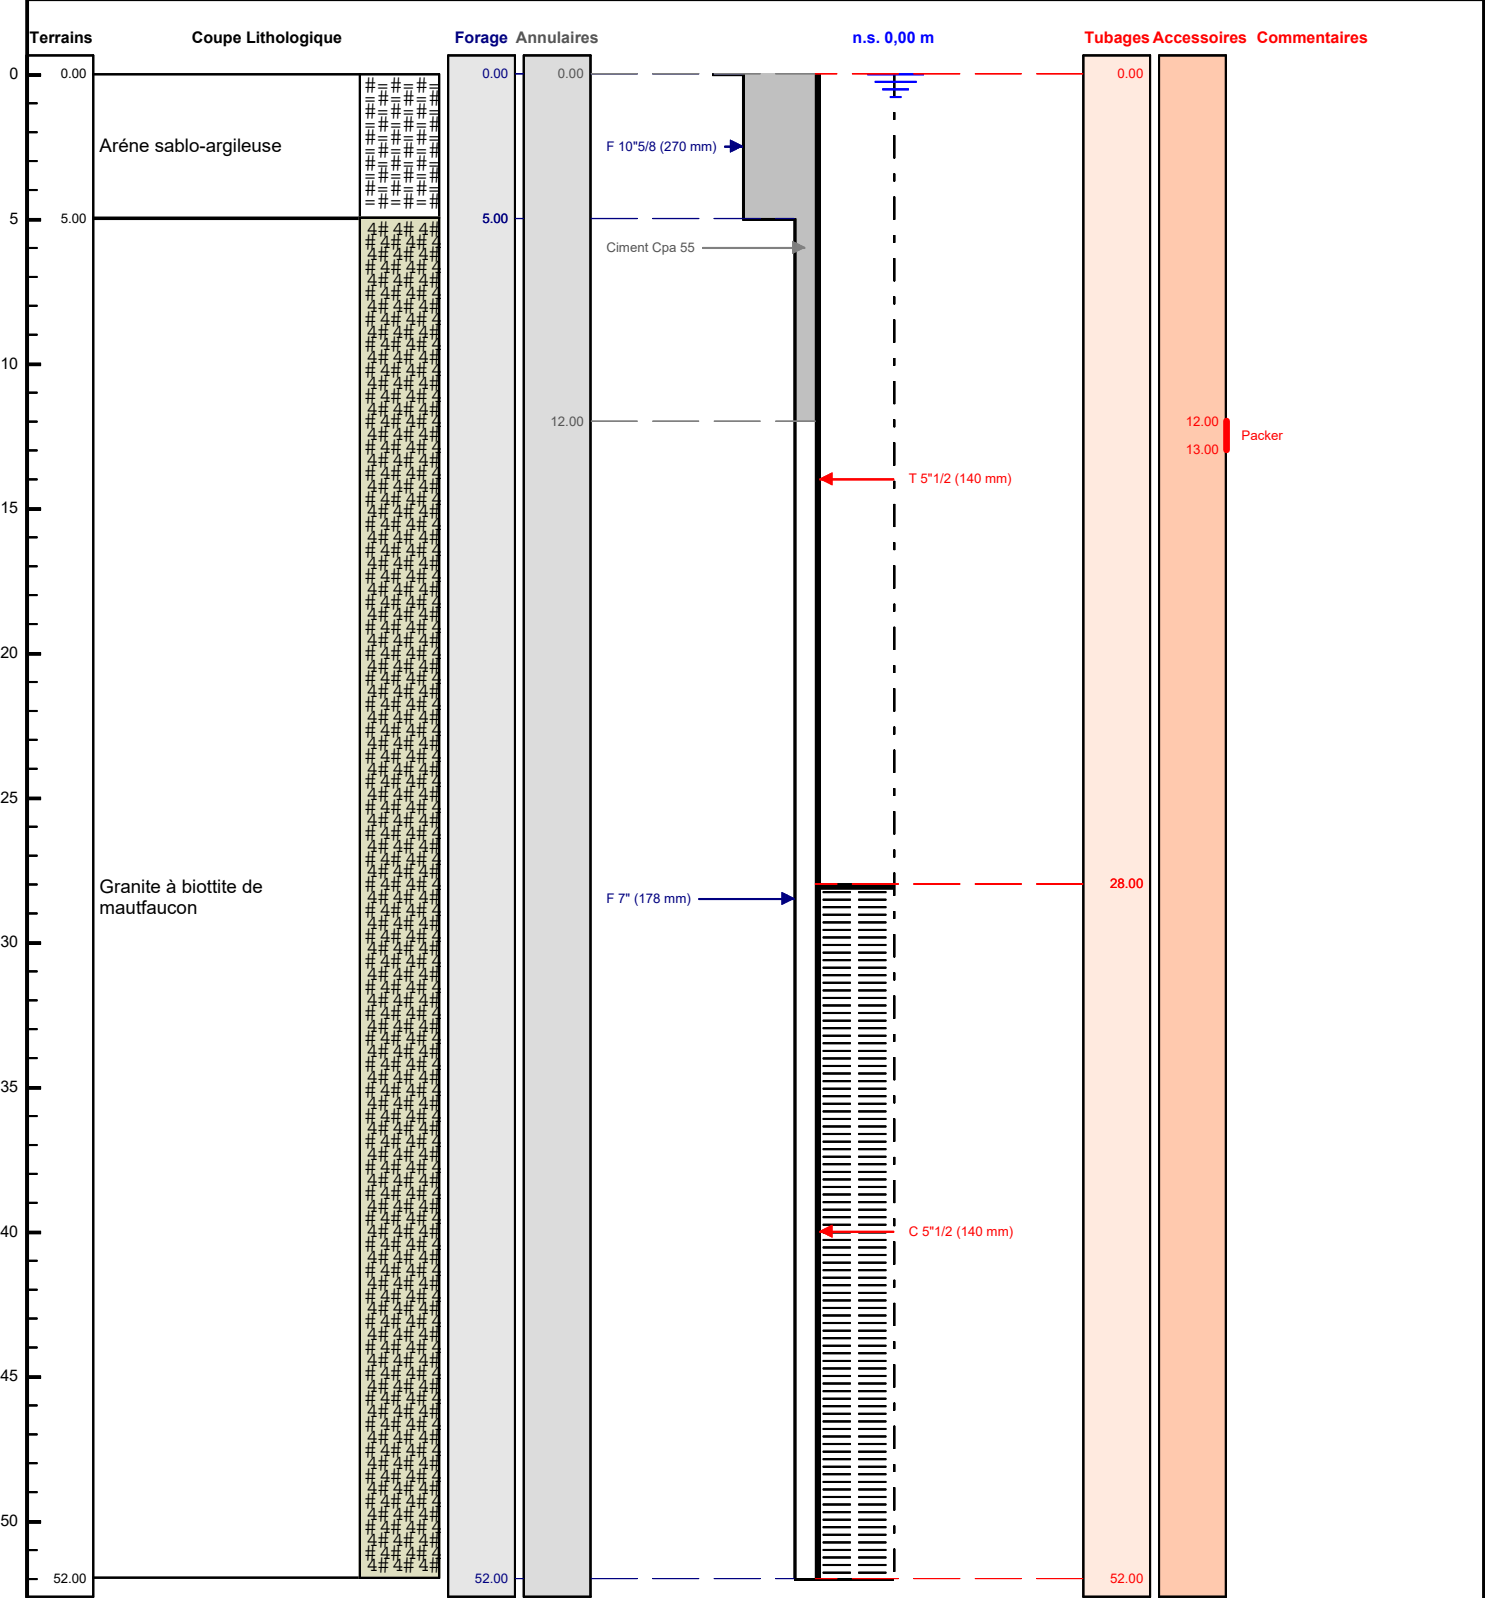 Terrains Coupe Lithologique Forage Annulaires n.s. 0,00 m Tubages Accessoires Commentaires
0 0.00 0.00 0.00 0.00
Aréne sablo-argileuse F 10"5/8 (270 mm)
5 5.00 5.00
Ciment Cpa 55
10
12.00 12.00
Packer
13.00
T 5"1/2 (140 mm)
15
20
25
28.00
Granite à biottite de
mautfaucon
F 7" (178 mm)
30
35
40 C 5"1/2 (140 mm)
45
50
52.00 52.00 52.00